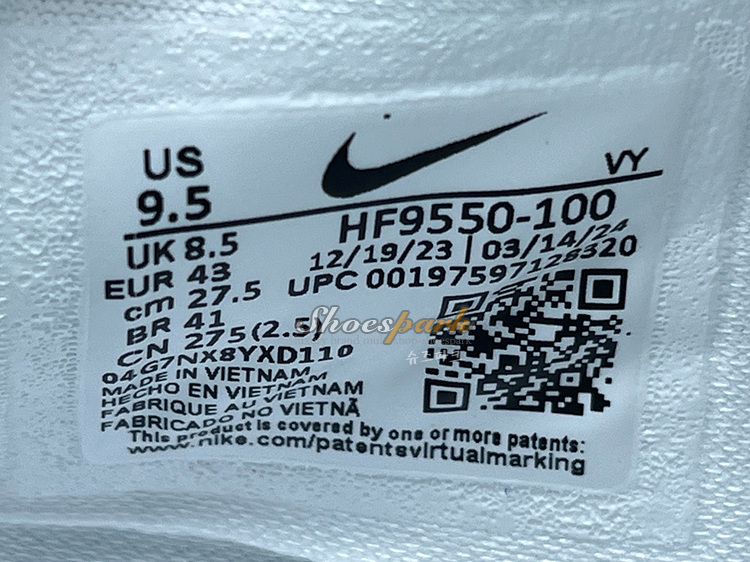 US
9.5
VY
HF9550-100
UK 8.5
12/19/23 | 03/14/24
EUR 43
UPC 00197597128320
cm 27.5
BR 41
CN 275(2.5)
Shoespark
04G7NX8YXD110
MADE IN VIETNAM
HECHO EN VIETNAM
FABRIQUE AU VIETNAM
FABRICADO NO VIETNÃ
This product is covered by one or more patents:
www.nike.com/patentsvirtualmarking